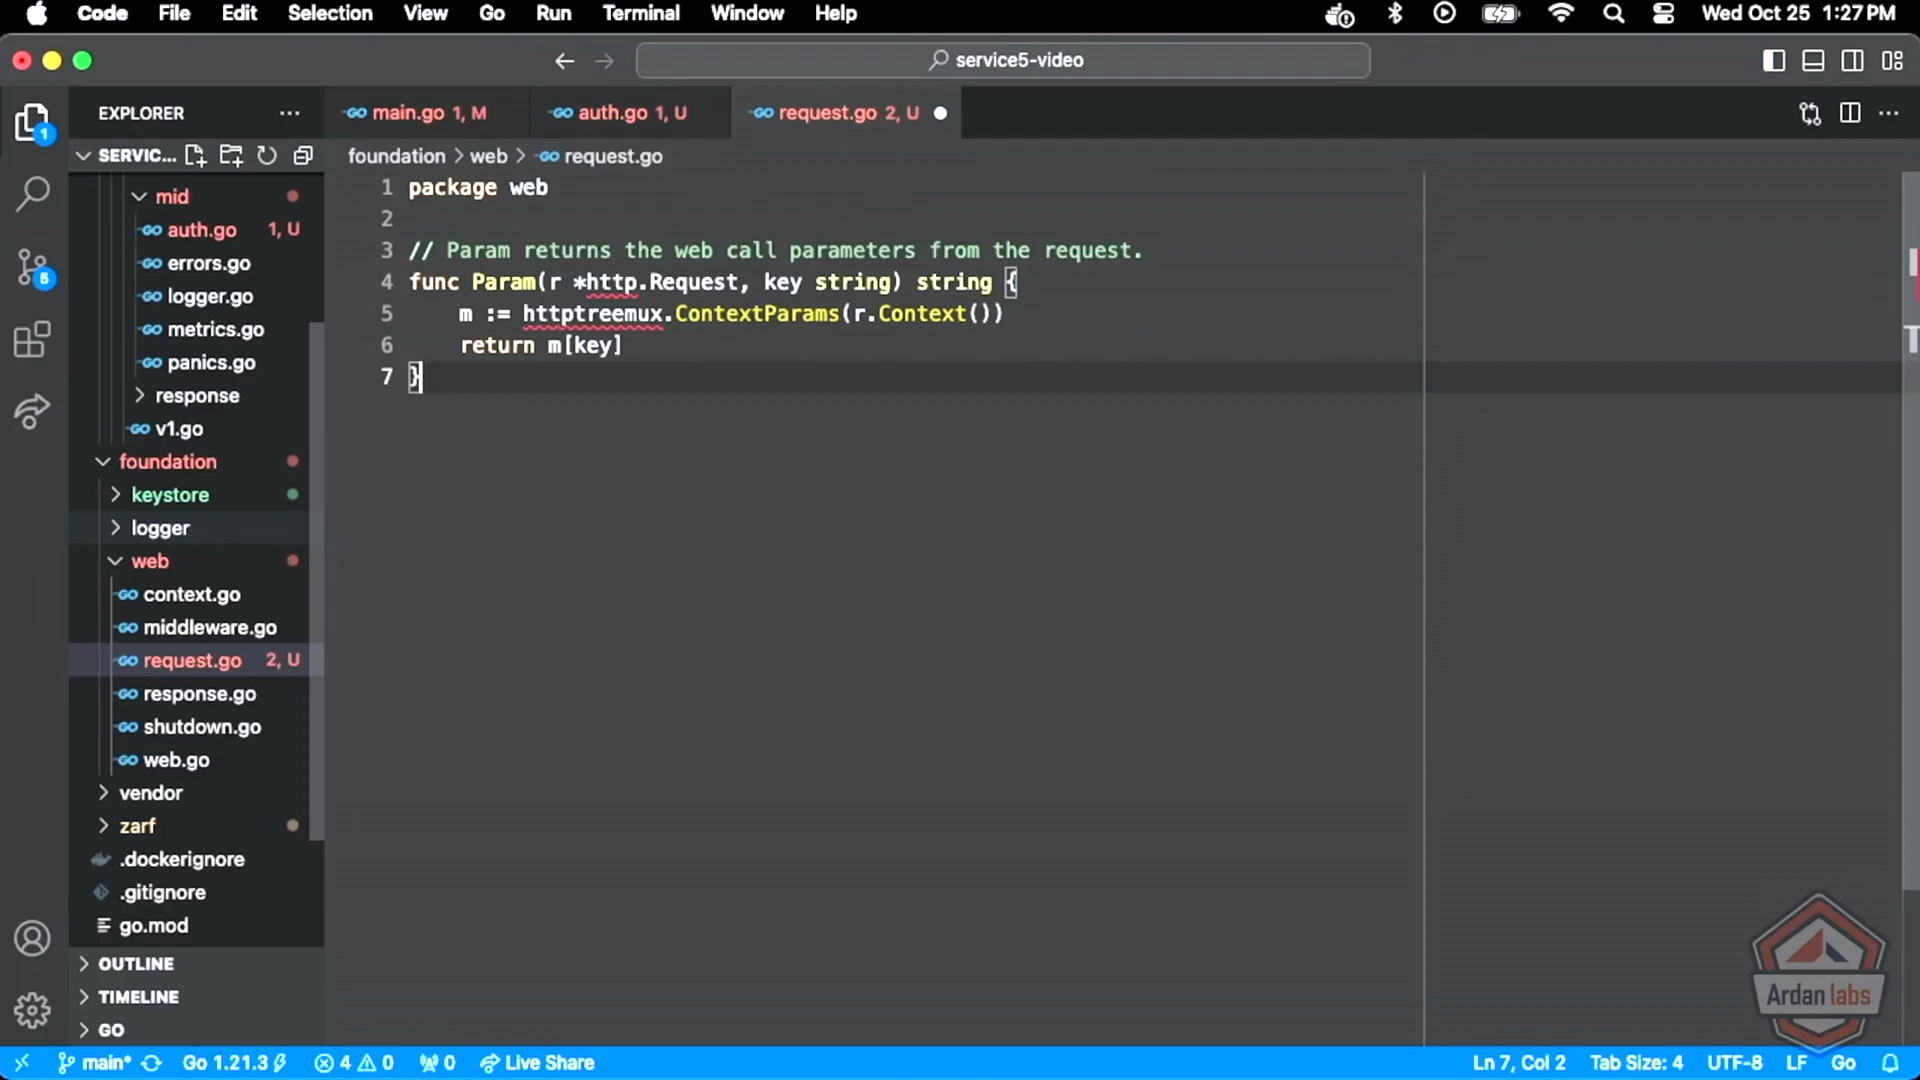 Code File Edit Selection View Go Run Terminal Window Help Wed Oct 25 1:27 PM
service5-video
EXPLORER
main.go 1, M
auth.go 1, U
request.go 2, U
SERVIC...
foundation > web > request.go
1 package web
2
3 // Param returns the web call parameters from the request.
4 func Param(r *http.Request, key string) string {
5 m := httptreemux.ContextParams(r.Context())
6 return m[key]
7 }
mid
auth.go 1, U
errors.go
logger.go
metrics.go
panics.go
response
v1.go
foundation
keystore
logger
web
context.go
middleware.go
request.go 2, U
response.go
shutdown.go
web.go
vendor
zarf
.dockerignore
.gitignore
go.mod
OUTLINE
TIMELINE
GO
1
5
Ardan labs
main* Go 1.21.3 4 0 0 Live Share Ln 7, Col 2 Tab Size: 4 UTF-8 LF Go